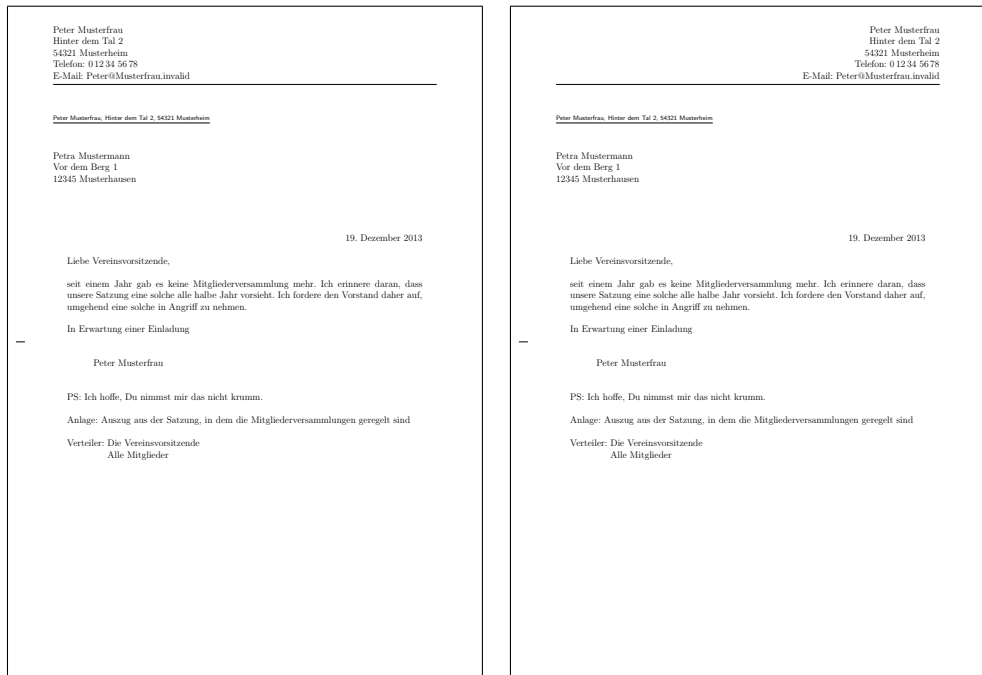 Peter Musterfrau
Hinter dem Tal 2
54321 Musterheim
Telefon: 0 12 34 56 78
E-Mail: Peter@Musterfrau.invalid
Peter Musterfrau, Hinter dem Tal 2, 54321 Musterheim
Petra Mustermann
Vor dem Berg 1
12345 Musterhausen
19. Dezember 2013
Liebe Vereinsvorsitzende,
seit einem Jahr gab es keine Mitgliederversammlung mehr. Ich erinnere daran, dass
unsere Satzung eine solche alle halbe Jahr vorsieht. Ich fordere den Vorstand daher auf,
umgehend eine solche in Angriff zu nehmen.
In Erwartung einer Einladung
Peter Musterfrau
PS: Ich hoffe, Du nimmst mir das nicht krumm.
Anlage: Auszug aus der Satzung, in dem die Mitgliederversammlungen geregelt sind
Verteiler: Die Vereinsvorsitzende
Alle Mitglieder
Peter Musterfrau
Hinter dem Tal 2
54321 Musterheim
Telefon: 0 12 34 56 78
E-Mail: Peter@Musterfrau.invalid
Peter Musterfrau, Hinter dem Tal 2, 54321 Musterheim
Petra Mustermann
Vor dem Berg 1
12345 Musterhausen
19. Dezember 2013
Liebe Vereinsvorsitzende,
seit einem Jahr gab es keine Mitgliederversammlung mehr. Ich erinnere daran, dass
unsere Satzung eine solche alle halbe Jahr vorsieht. Ich fordere den Vorstand daher auf,
umgehend eine solche in Angriff zu nehmen.
In Erwartung einer Einladung
Peter Musterfrau
PS: Ich hoffe, Du nimmst mir das nicht krumm.
Anlage: Auszug aus der Satzung, in dem die Mitgliederversammlungen geregelt sind
Verteiler: Die Vereinsvorsitzende
Alle Mitglieder